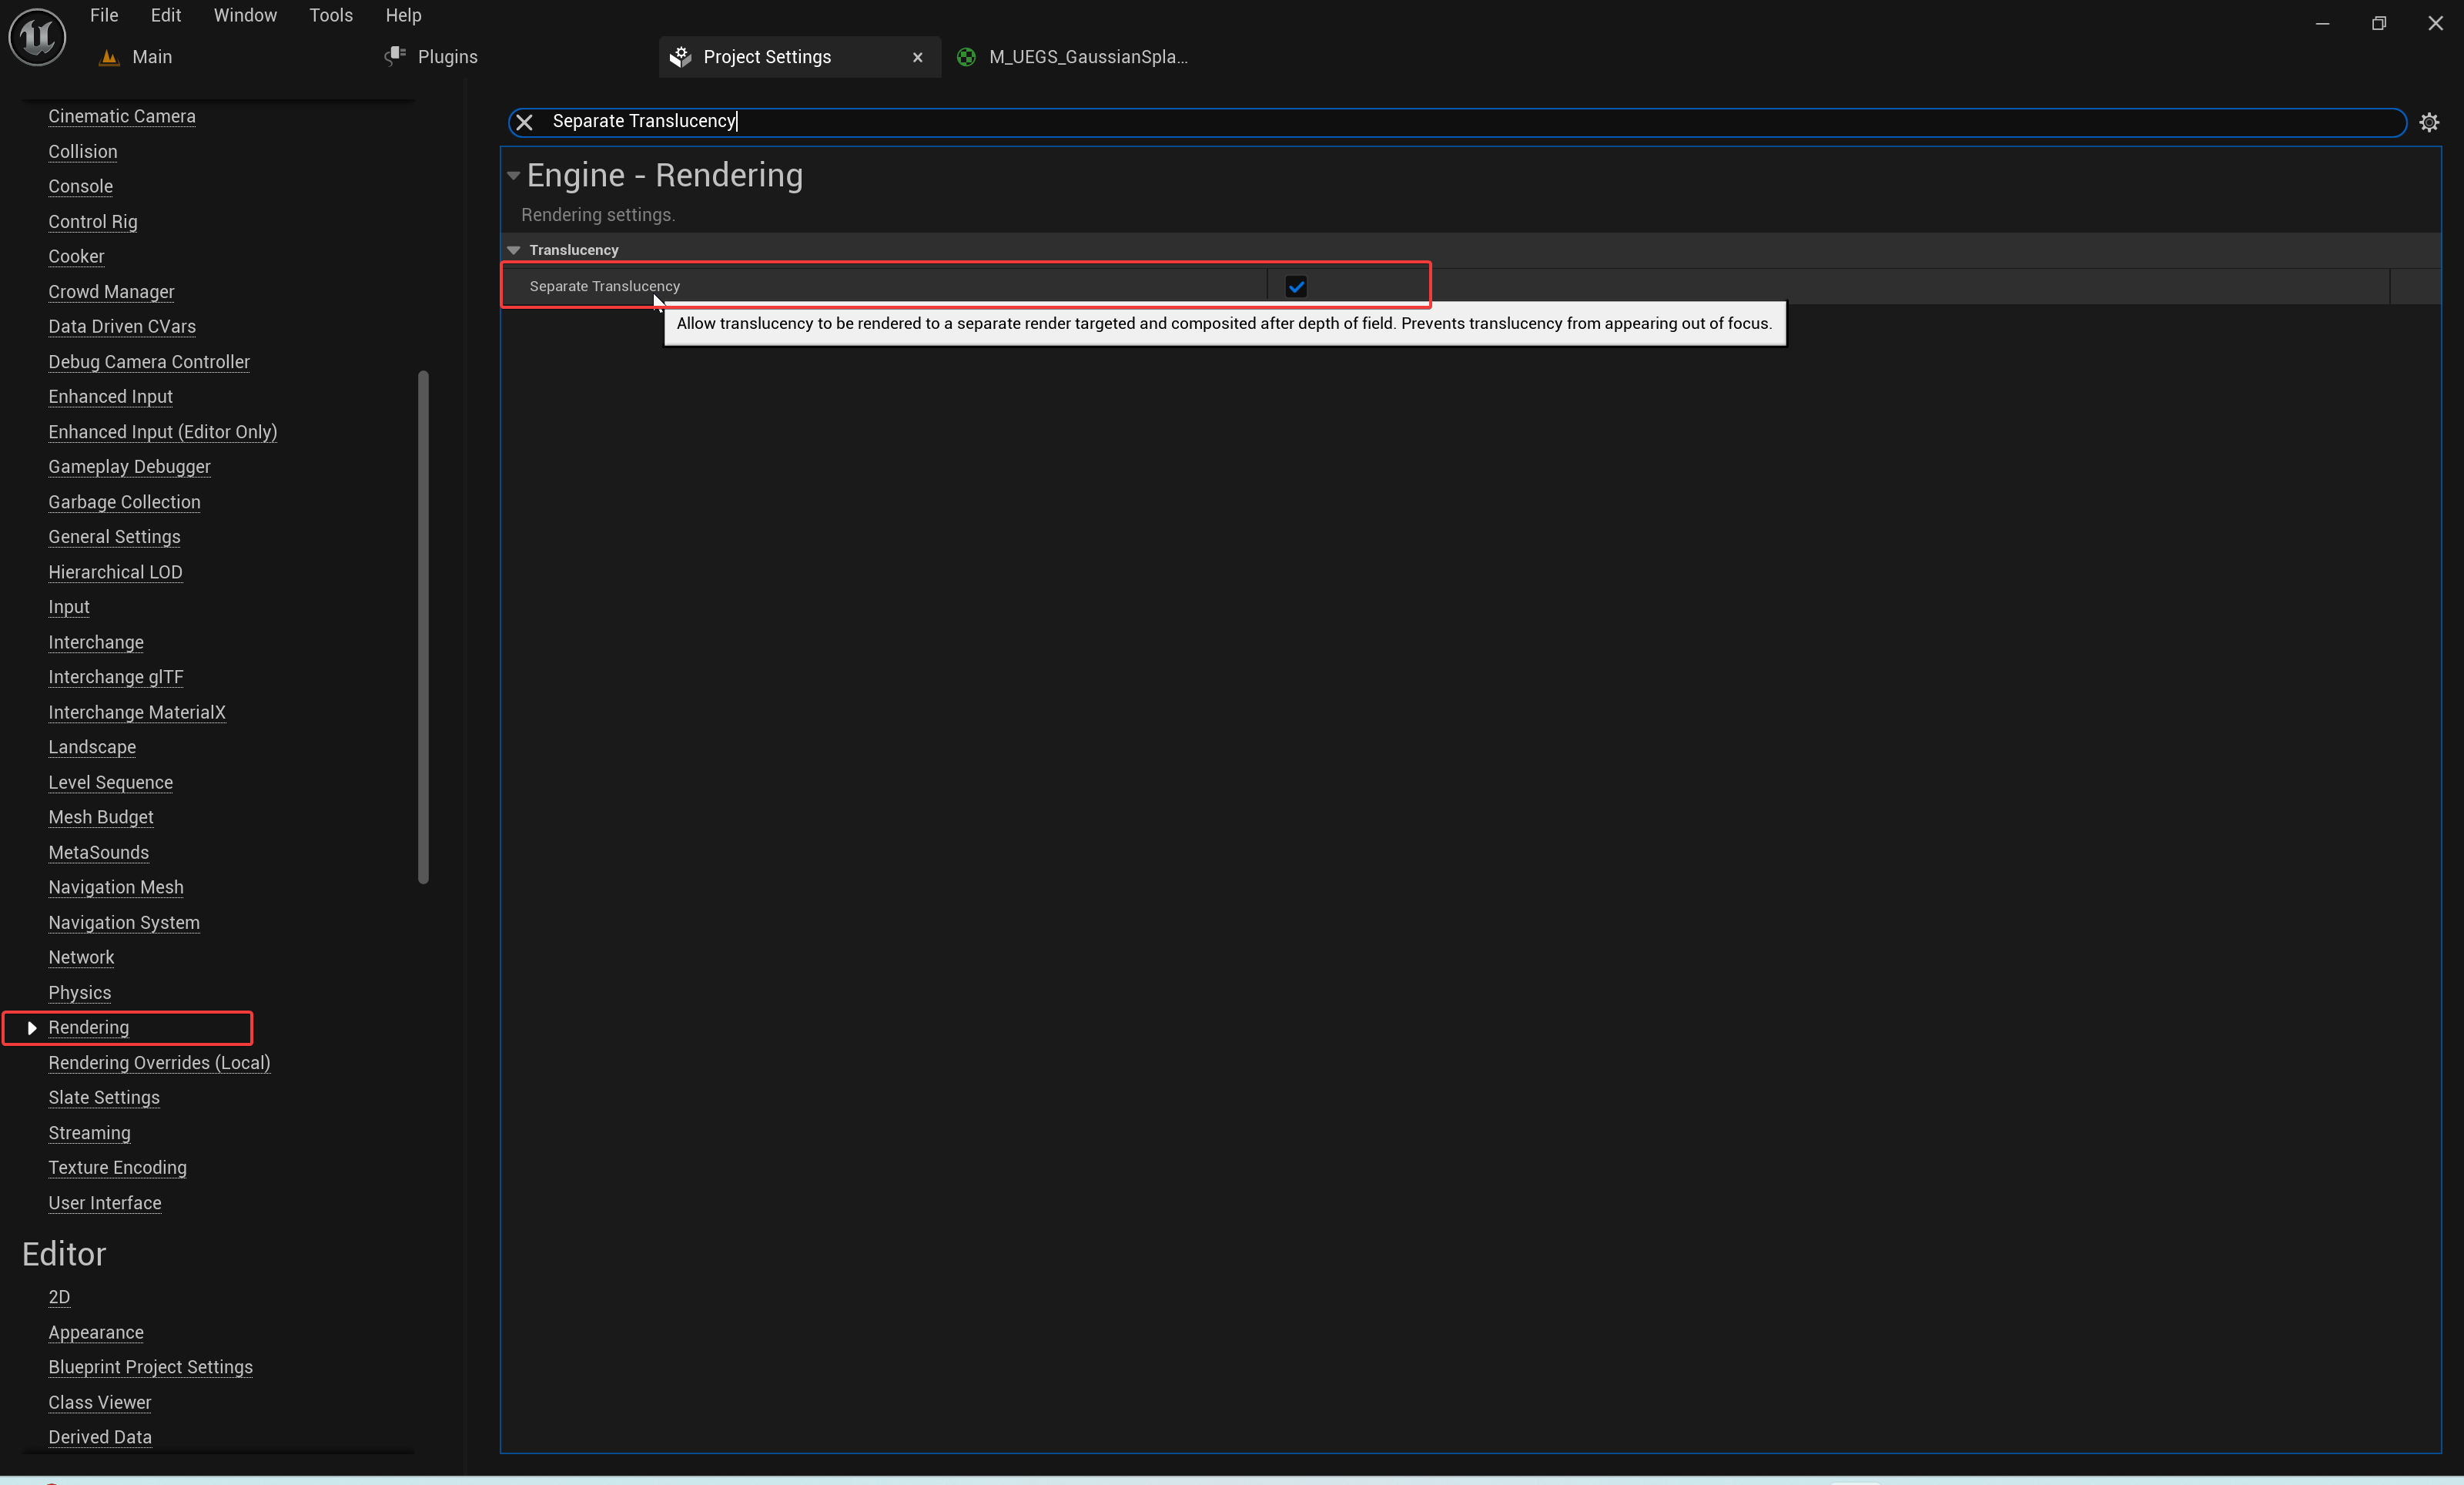 File Edit Window Tools Help
Main Plugins Project Settings M_UEGS_GaussianSpla...
Cinematic Camera
Collision
Console
Control Rig
Cooker
Crowd Manager
Data Driven CVars
Debug Camera Controller
Enhanced Input
Enhanced Input (Editor Only)
Gameplay Debugger
Garbage Collection
General Settings
Hierarchical LOD
Input
Interchange
Interchange glTF
Interchange MaterialX
Landscape
Level Sequence
Mesh Budget
MetaSounds
Navigation Mesh
Navigation System
Network
Physics
Rendering
Rendering Overrides (Local)
Slate Settings
Streaming
Texture Encoding
User Interface
Editor
2D
Appearance
Blueprint Project Settings
Class Viewer
Derived Data
Separate Translucency
Engine - Rendering
Rendering settings.
Translucency
Separate Translucency
Allow translucency to be rendered to a separate render targeted and composited after depth of field. Prevents translucency from appearing out of focus.